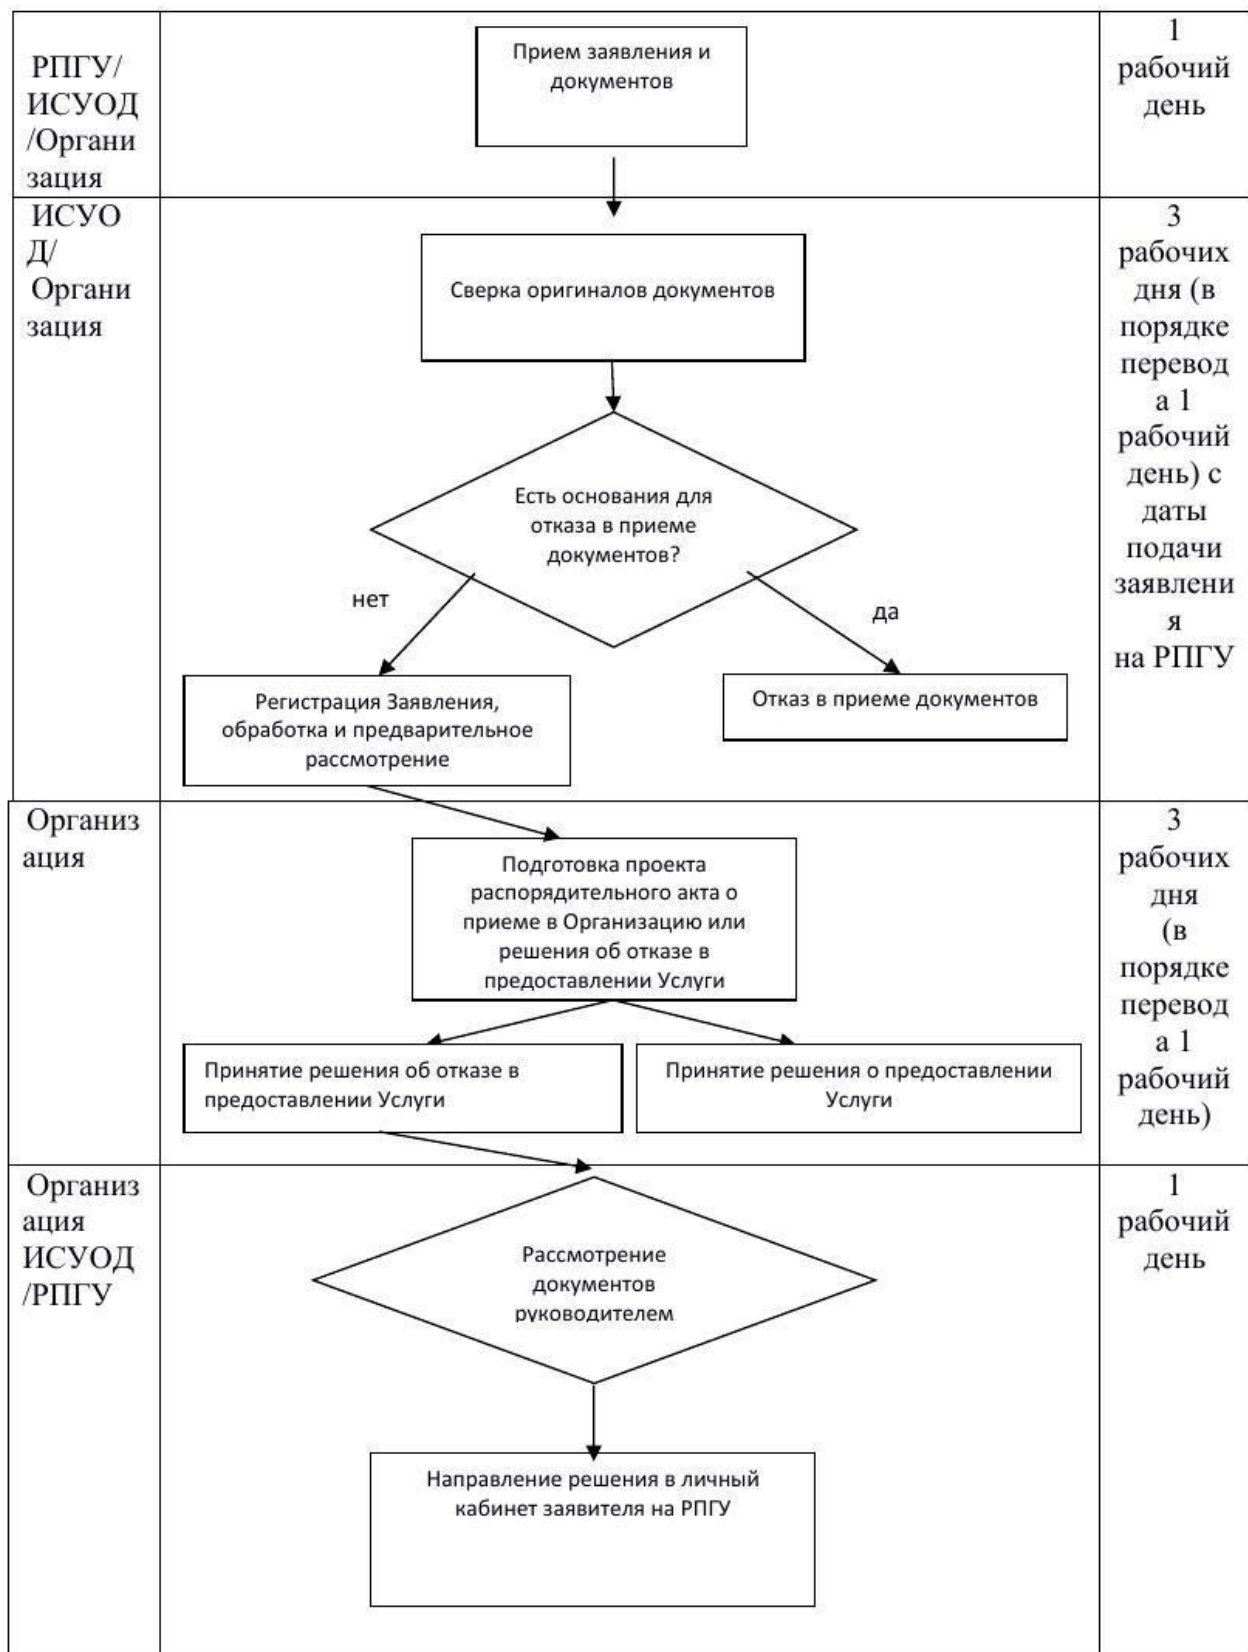 РПГУ/
ИСУОД
/Органи
зация
Прием заявления и
документов
1
рабочий
день
ИСУО
Д/
Органи
зация
Сверка оригиналов документов
Есть основания для
отказа в приеме
документов?
нет
да
Регистрация Заявления,
обработка и предварительное
рассмотрение
Отказ в приеме документов
3
рабочих
дня (в
порядке
перевод
а 1
рабочий
день) с
даты
подачи
заявлени
я
на РПГУ
Организ
ация
Подготовка проекта
распорядительного акта о
приеме в Организацию или
решения об отказе в
предоставлении Услуги
Принятие решения об отказе в
предоставлении Услуги
Принятие решения о предоставлении
Услуги
3
рабочих
дня
(в
порядке
перевод
а 1
рабочий
день)
Организ
ация
ИСУОД
/РПГУ
Рассмотрение
документов
руководителем
Направление решения в личный
кабинет заявителя на РПГУ
1
рабочий
день